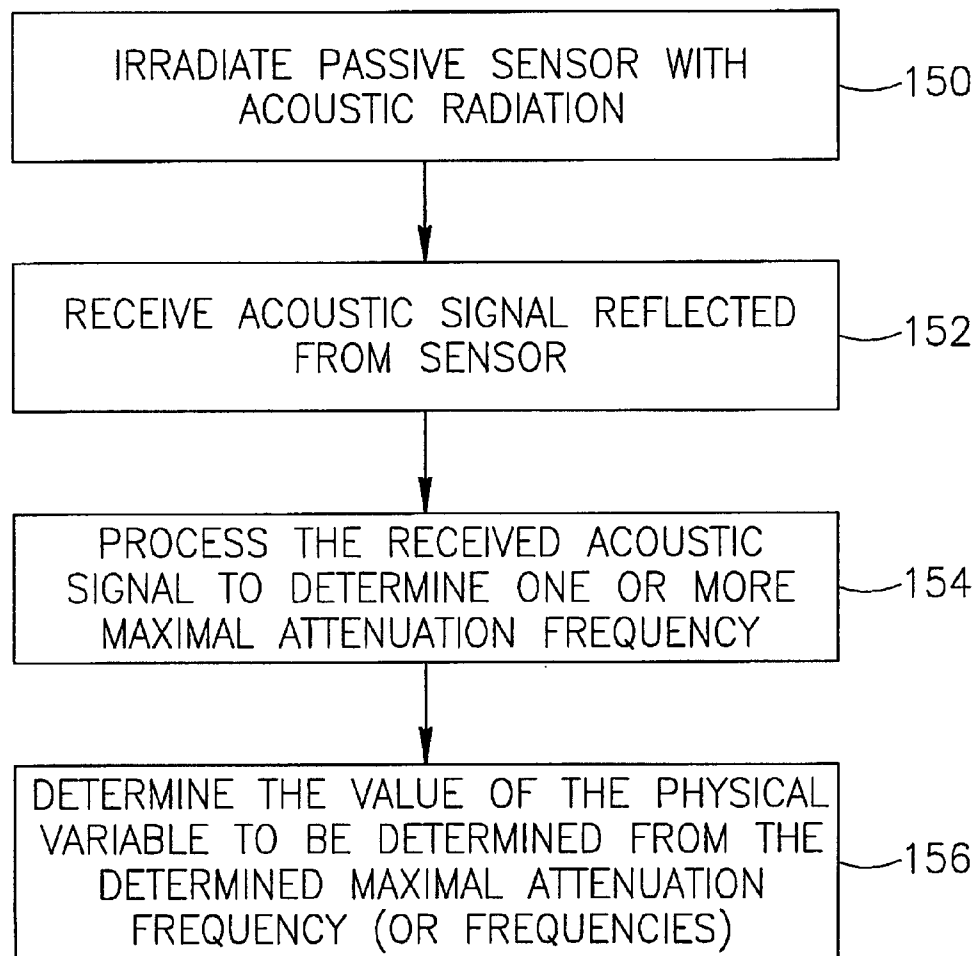 IRRADIATE PASSIVE SENSOR WITH
ACOUSTIC RADIATION
150
RECEIVE ACOUSTIC SIGNAL REFLECTED
FROM SENSOR
152
PROCESS THE RECEIVED ACOUSTIC
SIGNAL TO DETERMINE ONE OR MORE
MAXIMAL ATTENUATION FREQUENCY
154
DETERMINE THE VALUE OF THE PHYSICAL
VARIABLE TO BE DETERMINED FROM THE
DETERMINED MAXIMAL ATTENUATION
FREQUENCY (OR FREQUENCIES)
156